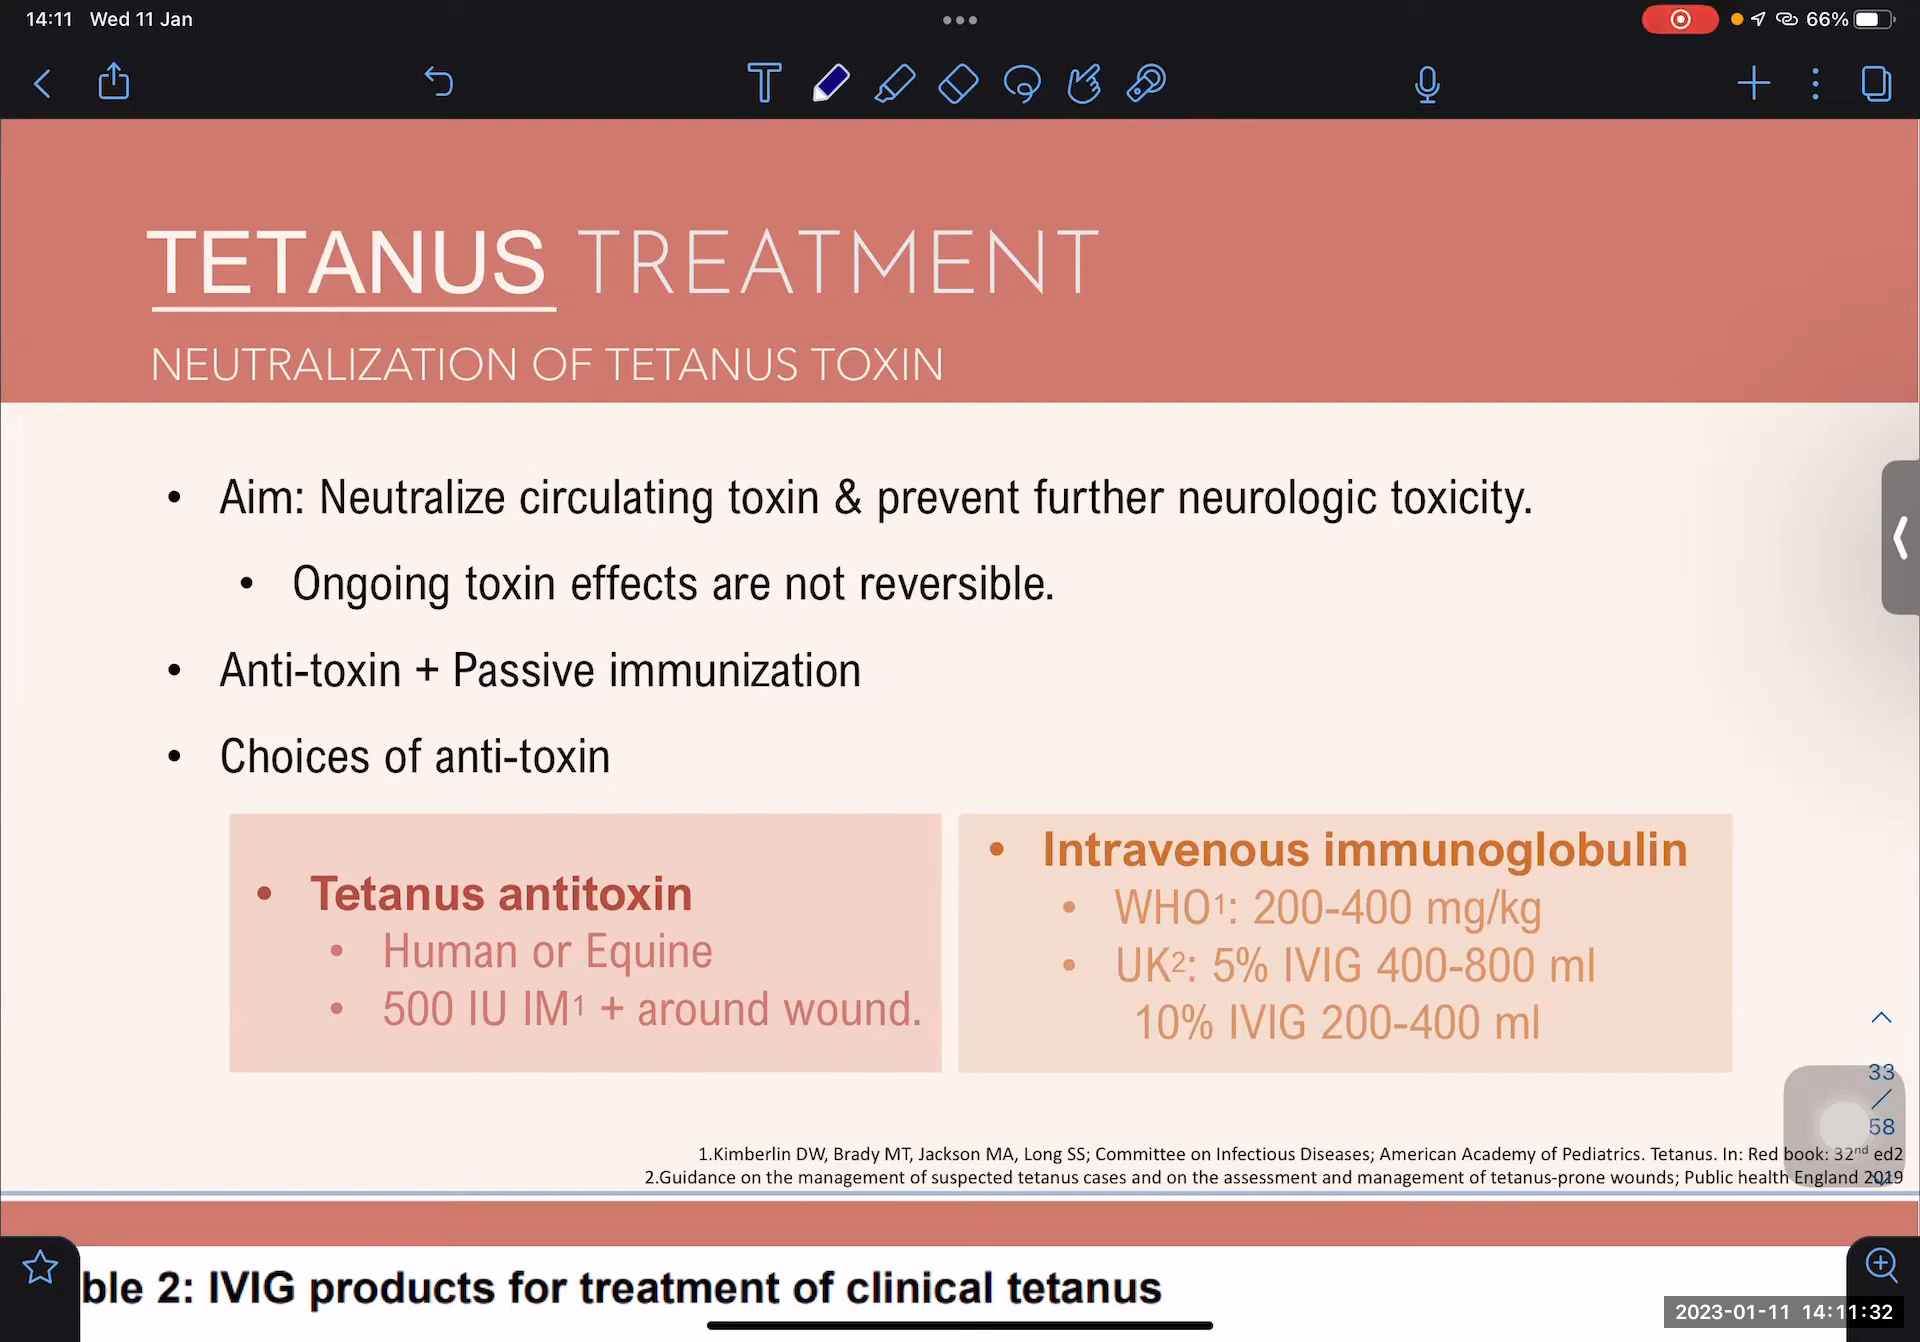 14:11 Wed 11 Jan
66%
TETANUS TREATMENT
NEUTRALIZATION OF TETANUS TOXIN
• Aim: Neutralize circulating toxin & prevent further neurologic toxicity.
• Ongoing toxin effects are not reversible.
• Anti-toxin + Passive immunization
• Choices of anti-toxin
• Tetanus antitoxin
• Human or Equine
• 500 IU IM¹ + around wound.
• Intravenous immunoglobulin
• WHO¹: 200-400 mg/kg
• UK²: 5% IVIG 400-800 ml
10% IVIG 200-400 ml
33
/
58
1.Kimberlin DW, Brady MT, Jackson MA, Long SS; Committee on Infectious Diseases; American Academy of Pediatrics. Tetanus. In: Red book: 32nd ed2
2.Guidance on the management of suspected tetanus cases and on the assessment and management of tetanus-prone wounds; Public health England 2019
ble 2: IVIG products for treatment of clinical tetanus
2023-01-11 14:11:32